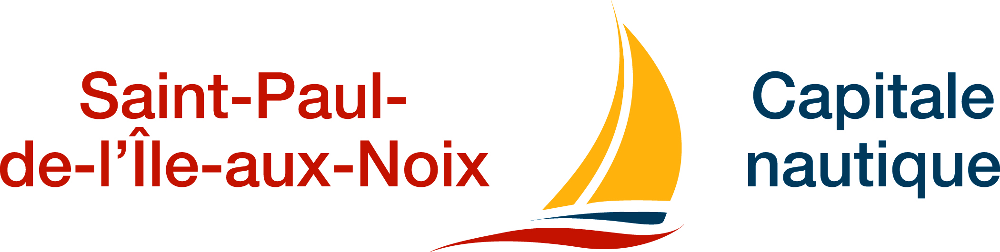 Saint-Paul-
de-l’Île-aux-Noix
Capitale
nautique